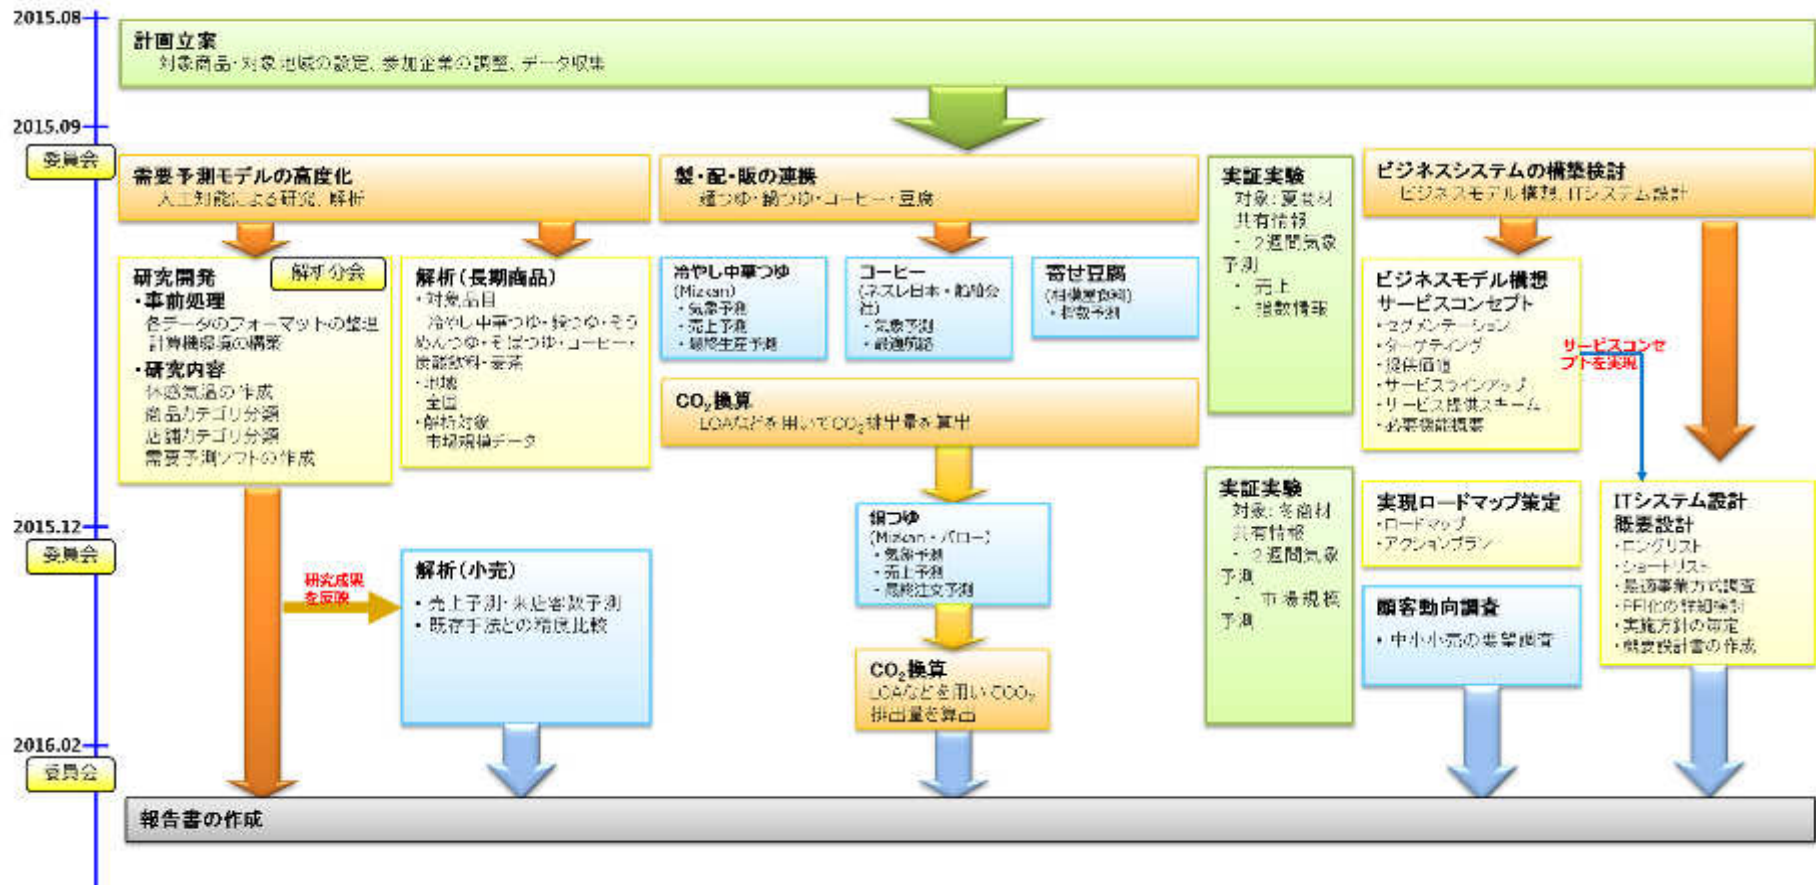 2015.08
計画立案
対象商品・対象地域の設定、参加企業の調整、データ収集
2015.09
委員会
需要予測モデルの高度化
人工知能による研究、解析
製・配・販の連携
麺つゆ・鍋つゆ・コーヒー・豆腐
実証実験
対象:夏商材
共有情報
・2週間気象
予測
・売上
・指数情報
ビジネスシステムの構築検討
ビジネスモデル構想、ITシステム設計
研究開発
解析分会
・事前処理
各データのフォーマットの整理
計算機環境の構築
・研究内容
体感気温の作成
商品カテゴリ分類
店舗カテゴリ分類
需要予測ソフトの作成
解析(長期商品)
・対象品目
冷やし中華つゆ・鍋つゆ・そう
めんつゆ・そばつゆ・コーヒー・
炭酸飲料・麦茶
・地域
全国
・解析対象
市場規模データ
冷やし中華つゆ
(Mizkan)
・気象予測
・売上予測
・最終生産予測
コーヒー
(ネスレ日本・船舶会
社)
・気象予測
・最適航路
寄せ豆腐
(相模屋食料)
・指数予測
CO₂換算
LCAなどを用いてCO₂排出量を算出
ビジネスモデル構想
サービスコンセプト
・セグメンテーション
・ターゲティング
・提供価値
・サービスラインアップ
・サービス提供スキーム
・必要機能概要
サービスコンセ
プトを実現
実証実験
対象:冬商材
共有情報
・2週間気象
予測
・市場規模
予測
実現ロードマップ策定
・ロードマップ
・アクションプラン
ITシステム設計
概要設計
・ロングリスト
・ショートリスト
・最適事業方式調査
・PFI化の詳細検討
・実施方針の策定
・概要設計書の作成
鍋つゆ
(Mizkan・バロー)
・気象予測
・売上予測
・最終注文予測
2015.12
委員会
研究成果
を反映
解析(小売)
・売上予測・来店客数予測
・既存手法との精度比較
顧客動向調査
・中小小売の要望調査
CO₂換算
LCAなどを用いてCO₂
排出量を算出
2016.02
委員会
報告書の作成